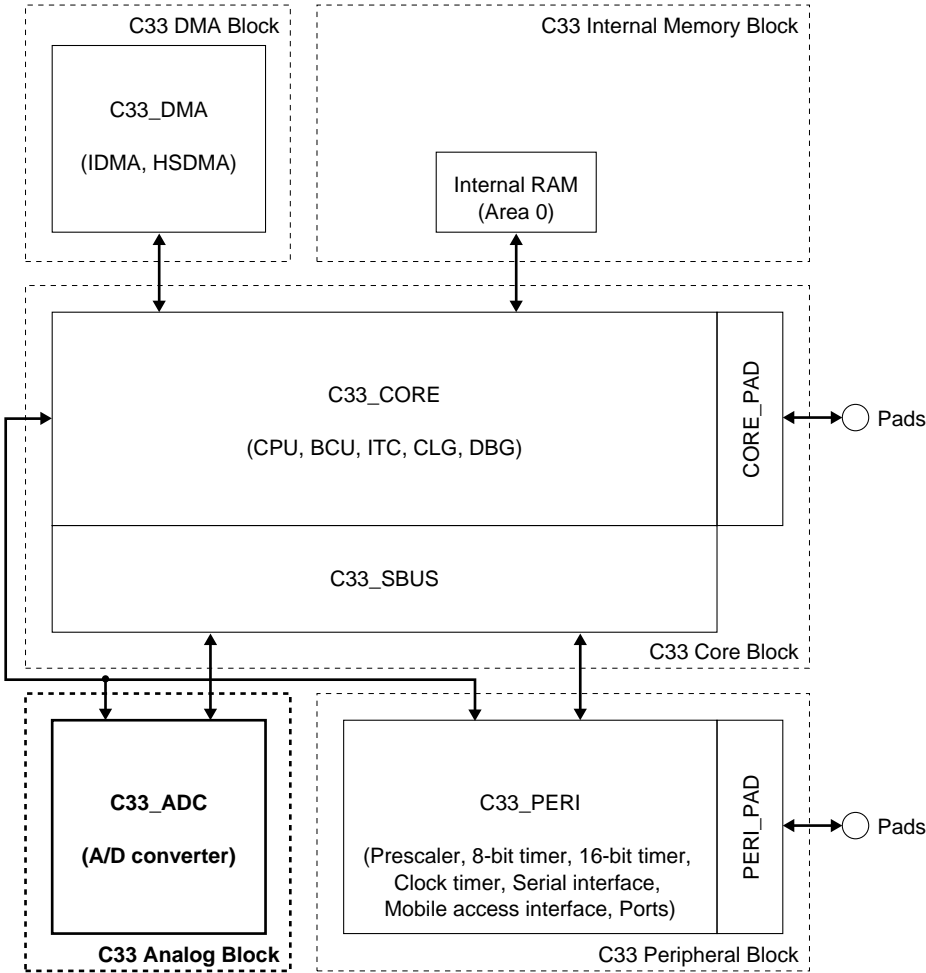 C33 DMA Block
C33_DMA
(IDMA, HSDMA)
C33 Internal Memory Block
Internal RAM
(Area 0)
C33_CORE
(CPU, BCU, ITC, CLG, DBG)
CORE_PAD
Pads
C33_SBUS
C33 Core Block
C33_ADC
(A/D converter)
C33 Analog Block
C33_PERI
(Prescaler, 8-bit timer, 16-bit timer,
Clock timer, Serial interface,
Mobile access interface, Ports)
PERI_PAD
Pads
C33 Peripheral Block